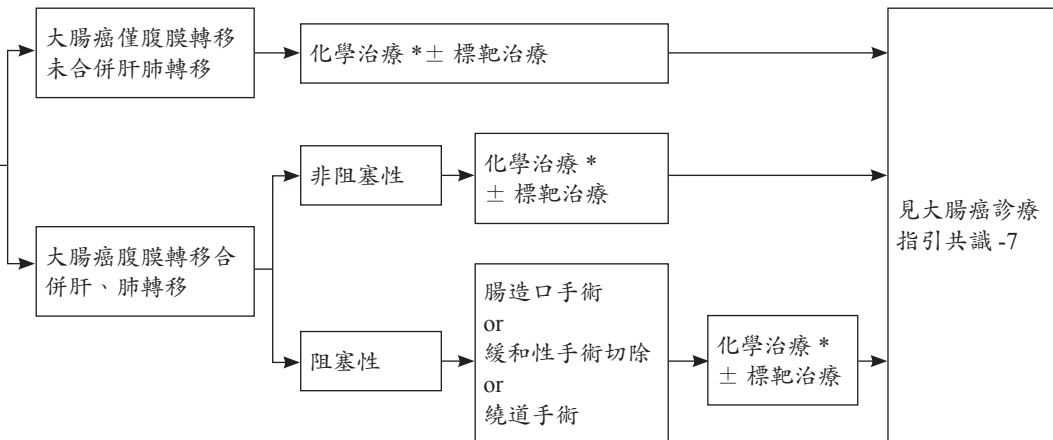 大腸癌僅腹膜轉移
未合併肝肺轉移
化學治療 *± 標靶治療
非阻塞性
化學治療 *
± 標靶治療
見大腸癌診療
指引共識 -7
大腸癌腹膜轉移合
併肝、肺轉移
阻塞性
腸造口手術
or
緩和性手術切除
or
繞道手術
化學治療 *
± 標靶治療